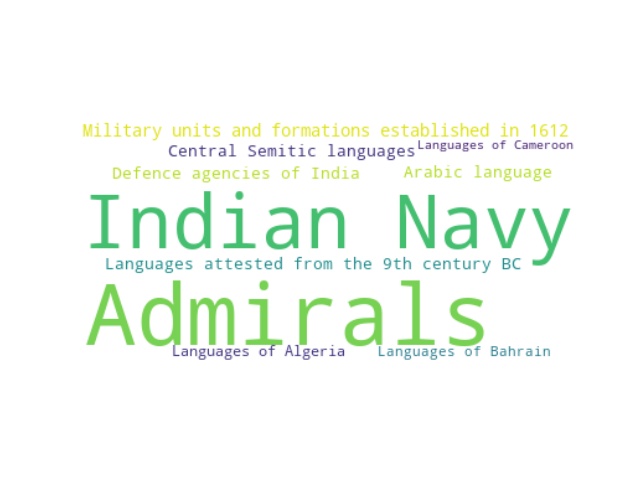 Military units and formations established in 1612
Central Semitic languages
Languages of Cameroon
Defence agencies of India
Arabic language
Indian Navy
Languages attested from the 9th century BC
Admirals
Languages of Algeria
Languages of Bahrain